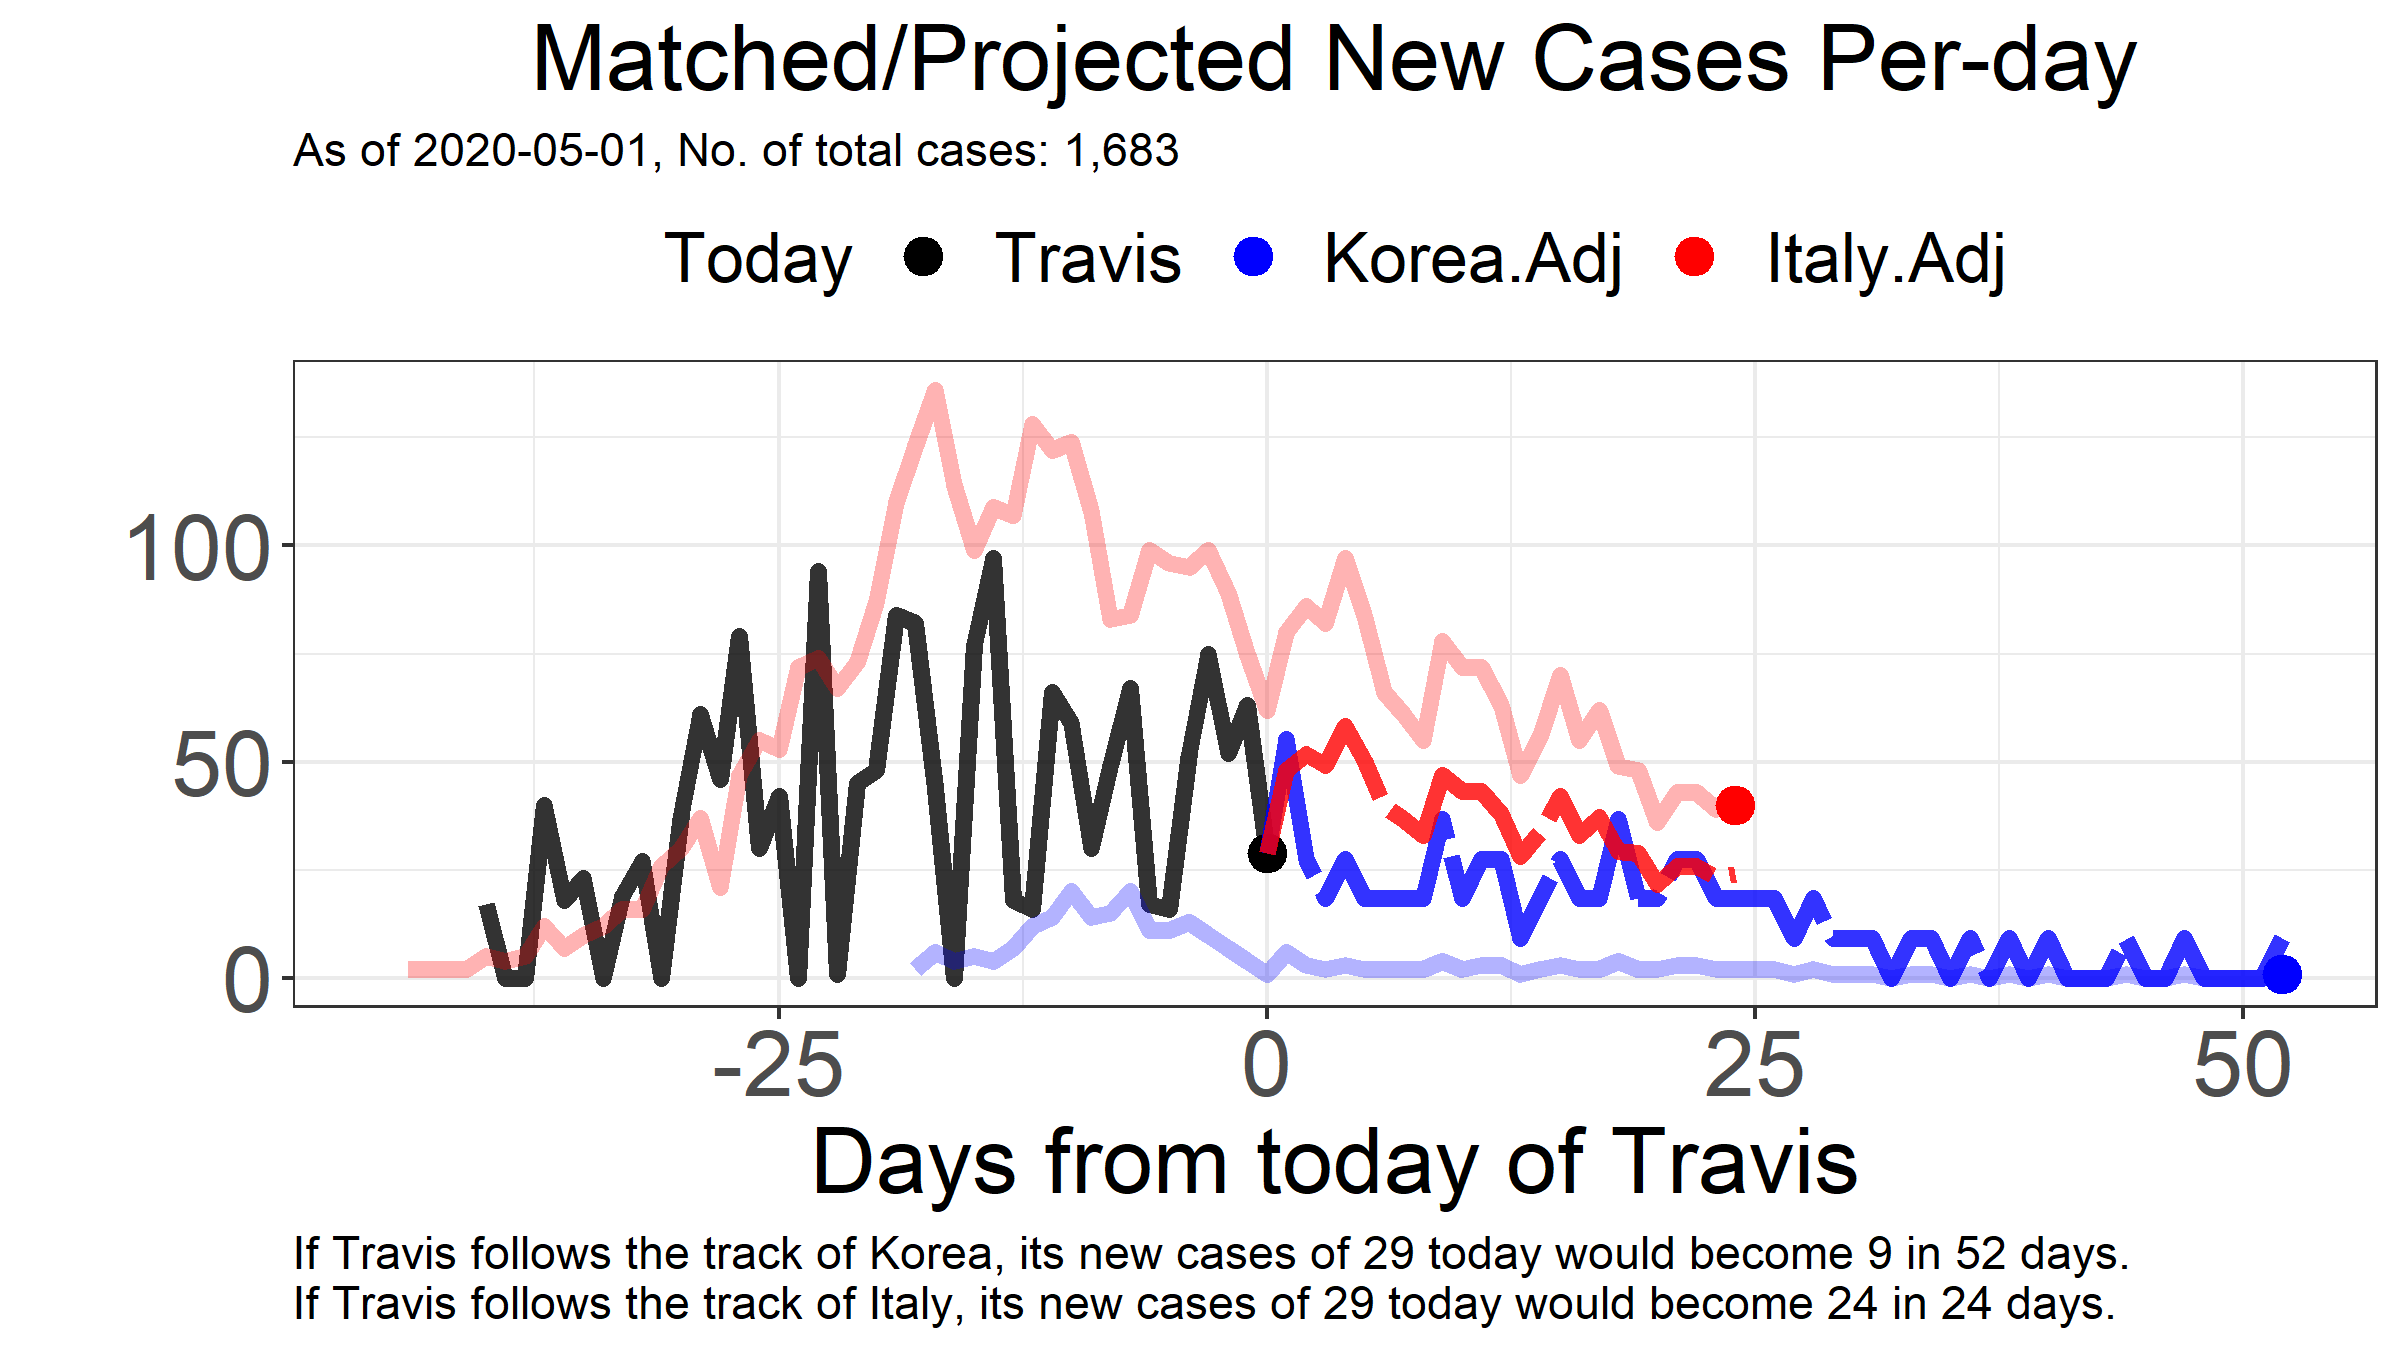 Matched/Projected New Cases Per-day
As of 2020-05-01, No. of total cases: 1,683
Today Travis Korea.Adj Italy.Adj
100
50
0
-25 0 25 50
Days from today of Travis
If Travis follows the track of Korea, its new cases of 29 today would become 9 in 52 days.
If Travis follows the track of Italy, its new cases of 29 today would become 24 in 24 days.